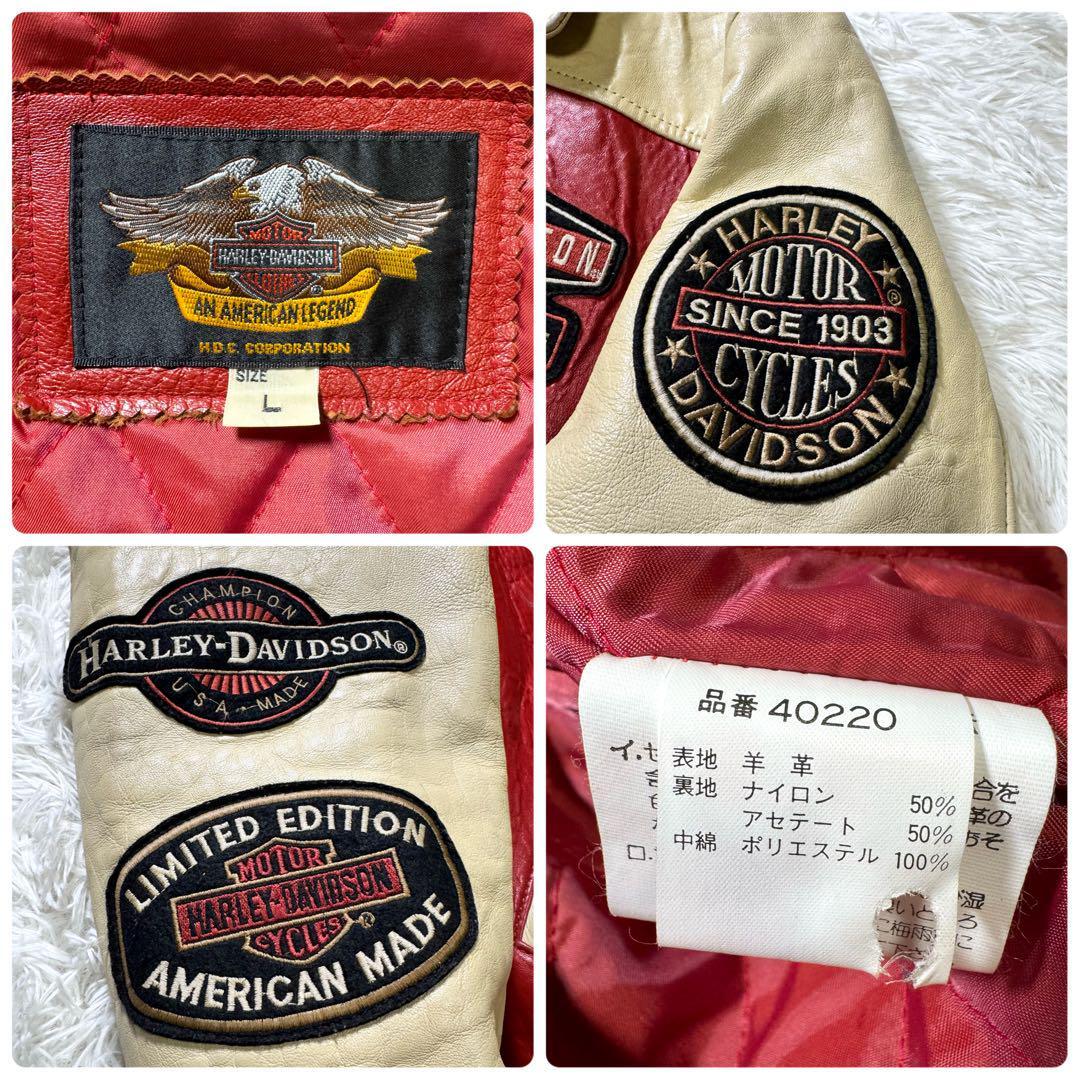 MOTOR
HARLEY-DAVIDSON
CYCLES
®
AN AMERICAN LEGEND
H.D.C. CORPORATION
SIZE
L
HARLEY
MOTOR
®
SINCE 1903
CYCLES
DAVIDSON
CHAMPION
HARLEY-DAVIDSON®
U.S.A. MADE
LIMITED EDITION
MOTOR
HARLEY-DAVIDSON
CYCLES®
AMERICAN MADE
品番 40220
表地 羊革
裏地 ナイロン 50%
アセテート 50%
中綿 ポリエステル 100%